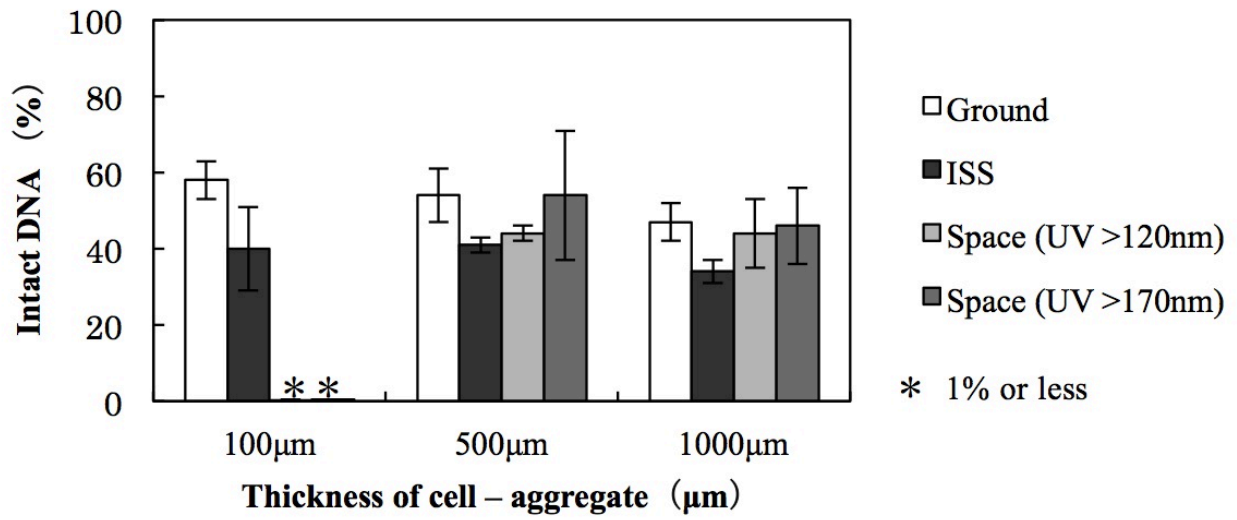 100
80
60
40
20
0
Intact DNA (%)
* *
100μm
500μm
1000μm
Thickness of cell – aggregate (μm)
Ground
ISS
Space (UV >120nm)
Space (UV >170nm)
* 1% or less